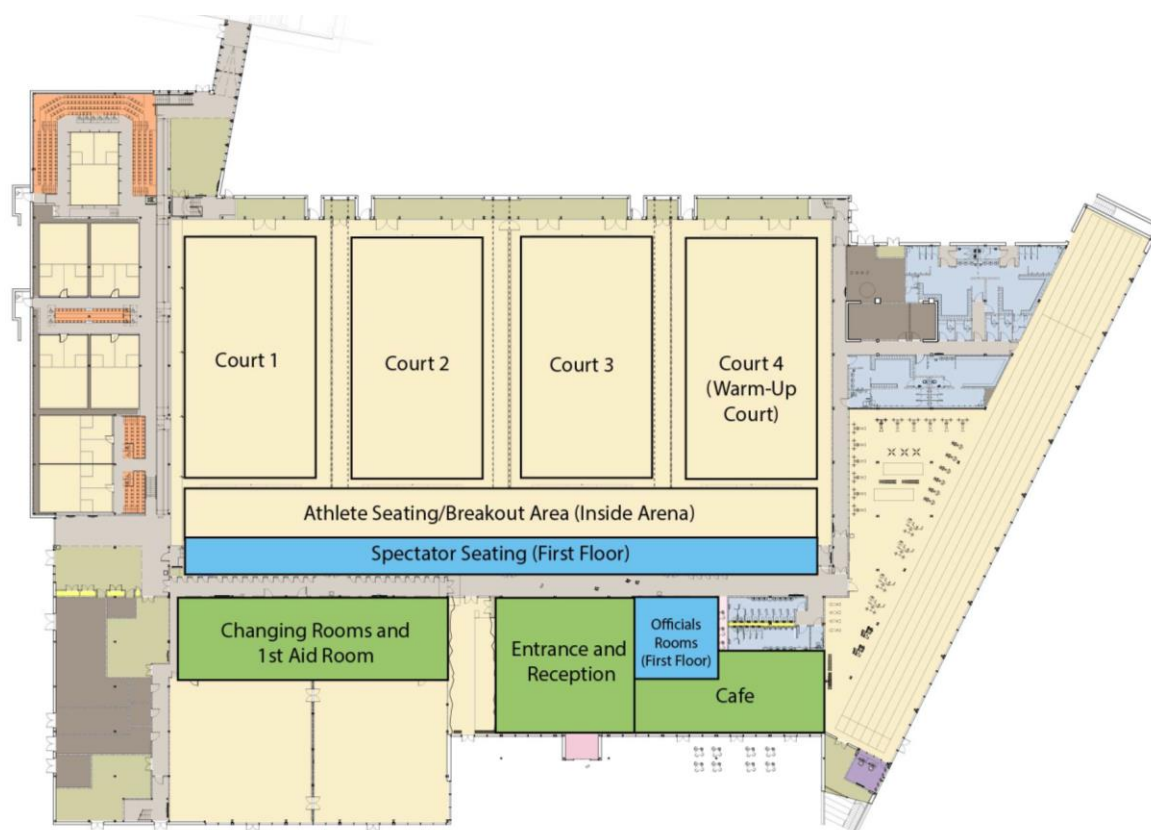 Court 1
Court 2
Court 3
Court 4
(Warm-Up
Court)
Athlete Seating/Breakout Area (Inside Arena)
Spectator Seating (First Floor)
Changing Rooms and
1st Aid Room
Entrance and
Reception
Officials
Rooms
(First Floor)
Cafe